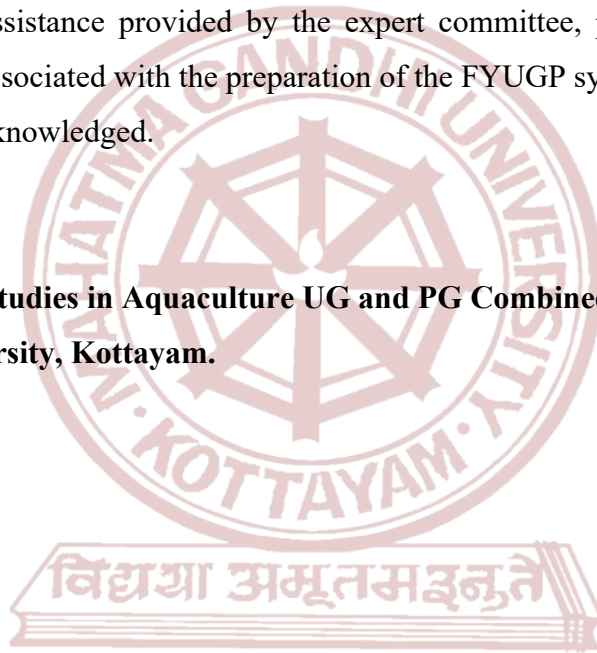 ssistance provided by the expert committee, p
sociated with the preparation of the FYUGP sy
knowledged.
MAHATMA GANDHI UNIVERSITY
tudies in Aquaculture UG and PG Combined
rsity, Kottayam.
KOTTAYAM
विद्यया अमृतमश्नुते